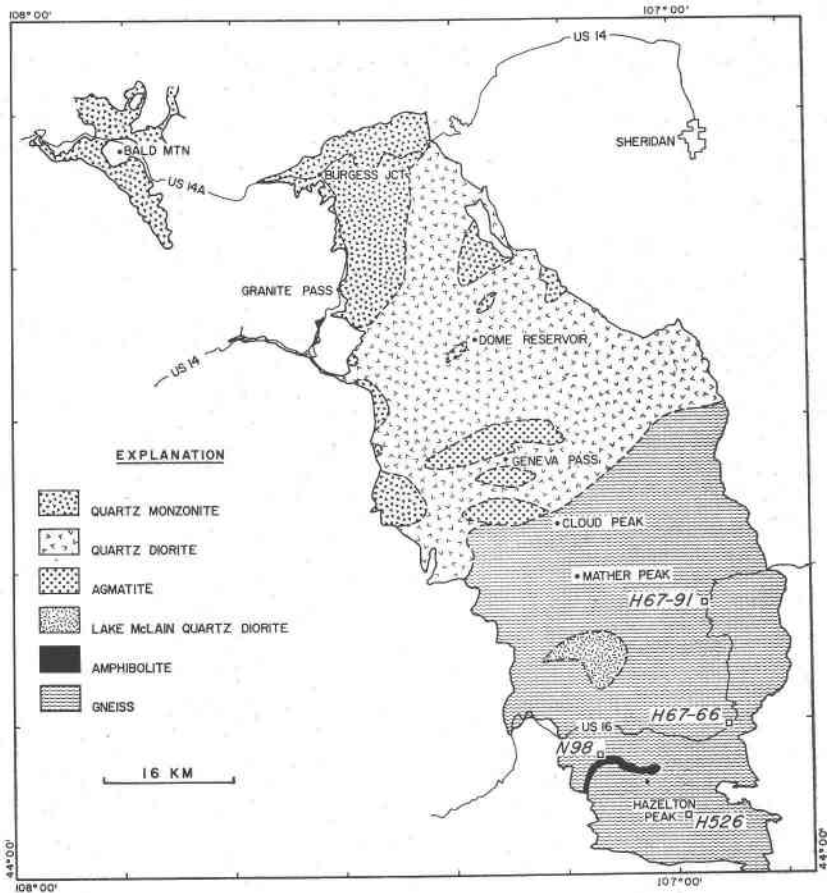 108°00'
107°00'
US 14
SHERIDAN
BALD MTN
US 14A
BURGESS JCT
GRANITE PASS
DOME RESERVOIR
US 14
EXPLANATION
GENEVA PASS
QUARTZ MONZONITE
CLOUD PEAK
QUARTZ DIORITE
MATHER PEAK
AGMATITE
H67-91
LAKE McLAIN QUARTZ DIORITE
AMPHIBOLITE
GNEISS
H67-66
US 16
N98
16 KM
HAZELTON
PEAK
H526
44°00'
44°00'
108°00'
107°00'